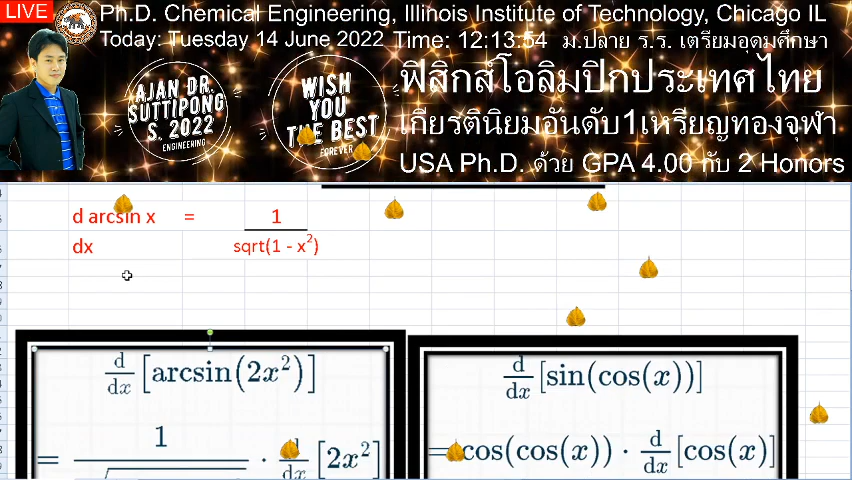 LIVE
Ph.D. Chemical Engineering, Illinois Institute of Technology, Chicago IL
Today: Tuesday 14 June 2022 Time: 12:13:54 ม.ปลาย ร.ร. เตรียมอุดมศึกษา
AJAN DR. SUTTIPONG S. 2022
ENGINEERING
WISH YOU THE BEST
FOREVER
ฟิสิกส์โอลิมปิกประเทศไทย
เกียรตินิยมอันดับ1เหรียญทองจุฬา
USA Ph.D. ด้วย GPA 4.00 กับ 2 Honors
d arcsin x = 1
dx sqrt(1 - x²)
d/dx [arcsin(2x²)]
= 1 · d/dx [2x²]
d/dx [sin(cos(x))]
= cos(cos(x)) · d/dx [cos(x)]